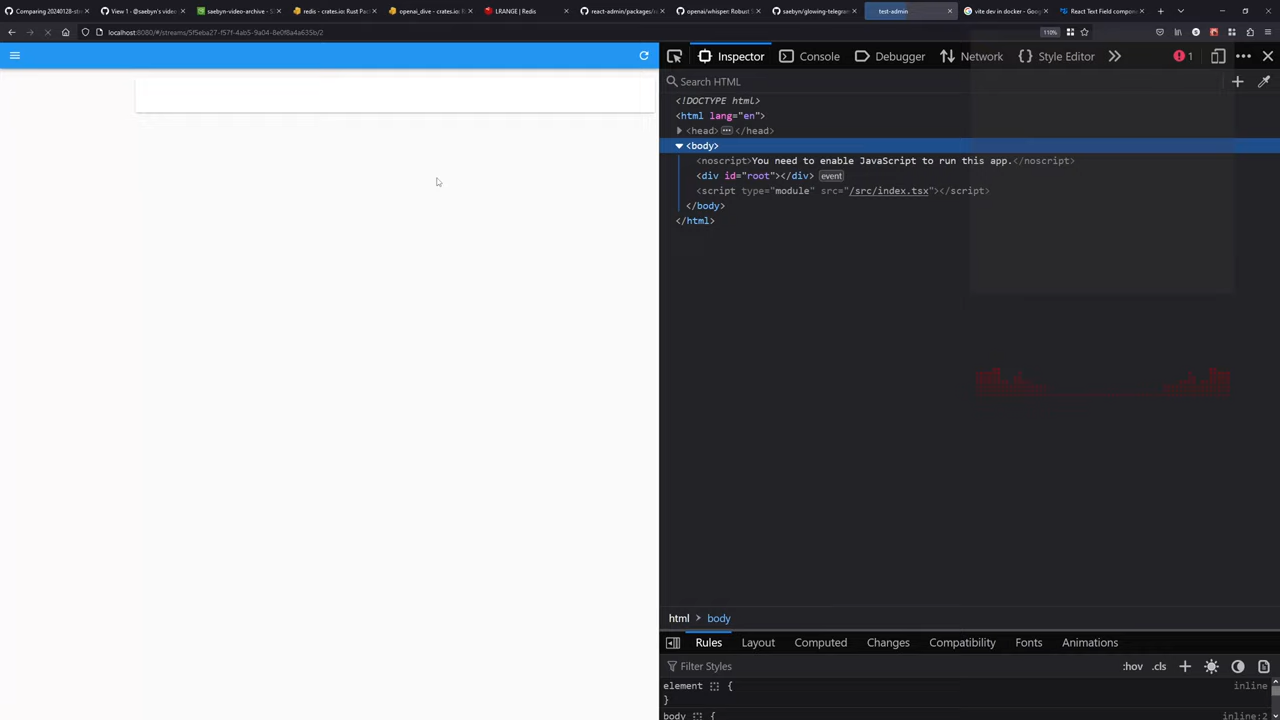 Comparing 20240128-st
View 1 - @saebyn's video
saebyn-video-archive - S
redis - crates.io: Rust Pa
openai_dive - crates.io: R
LRANGE | Redis
react-admin/packages/r
openai/whisper: Robust S
saebyn/glowing-telegram
test-admin
vite dev in docker - Goo
React Text Field compone
localhost:8080/#/streams/5f5eba27-f57f-4ab5-9a04-8e0f8a4a635b/2
110%
Inspector
Console
Debugger
Network
Style Editor
1
Search HTML
<!DOCTYPE html>
<html lang="en">
<head> ··· </head>
<body>
<noscript>You need to enable JavaScript to run this app.</noscript>
<div id="root"></div> event
<script type="module" src="/src/index.tsx"></script>
</body>
</html>
html > body
Rules
Layout
Computed
Changes
Compatibility
Fonts
Animations
Filter Styles
:hov .cls
element { inline
}
body { inline:2